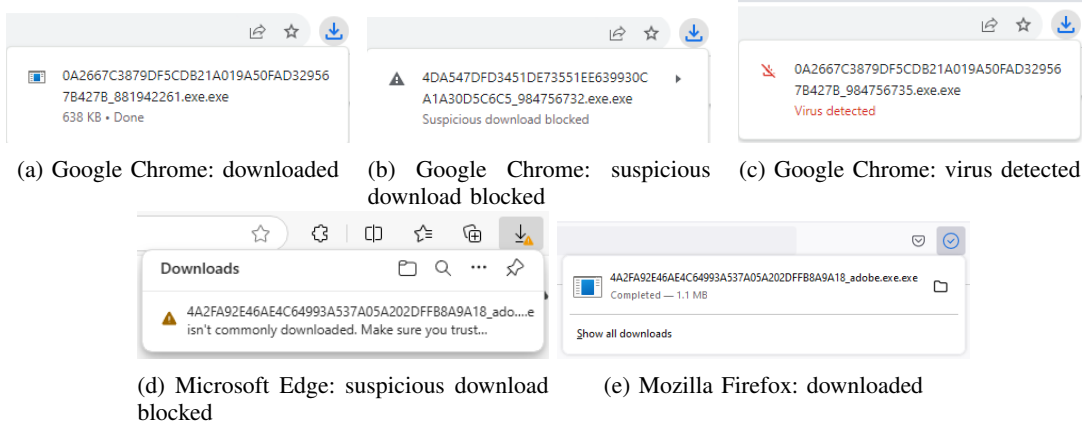 0A2667C3879DF5CDB21A019A50FAD32956
7B427B_881942261.exe.exe
638 KB • Done
(a) Google Chrome: downloaded
4DA547DFD3451DE73551EE639930C
A1A30D5C6C5_984756732.exe.exe
Suspicious download blocked
(b) Google Chrome: suspicious
download blocked
0A2667C3879DF5CDB21A019A50FAD32956
7B427B_984756735.exe.exe
Virus detected
(c) Google Chrome: virus detected
Downloads
4A2FA92E46AE4C64993A537A05A202DFFB8A9A18_ado....e
isn't commonly downloaded. Make sure you trust...
(d) Microsoft Edge: suspicious download
blocked
4A2FA92E46AE4C64993A537A05A202DFFB8A9A18_adobe.exe.exe
Completed — 1.1 MB
Show all downloads
(e) Mozilla Firefox: downloaded